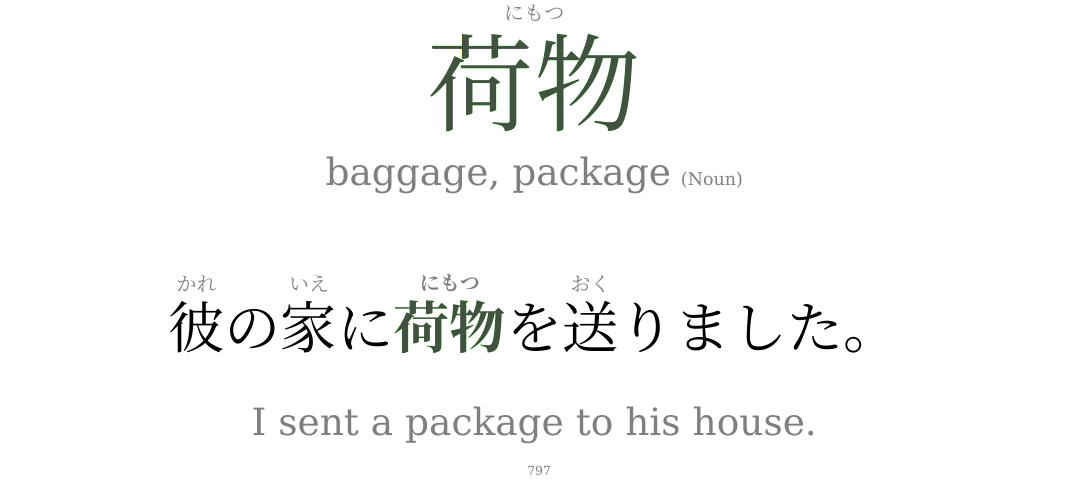 にもつ
荷物
baggage, package (Noun)
かれ いえ にもつ おく
彼の家に荷物を送りました。
I sent a package to his house.
797